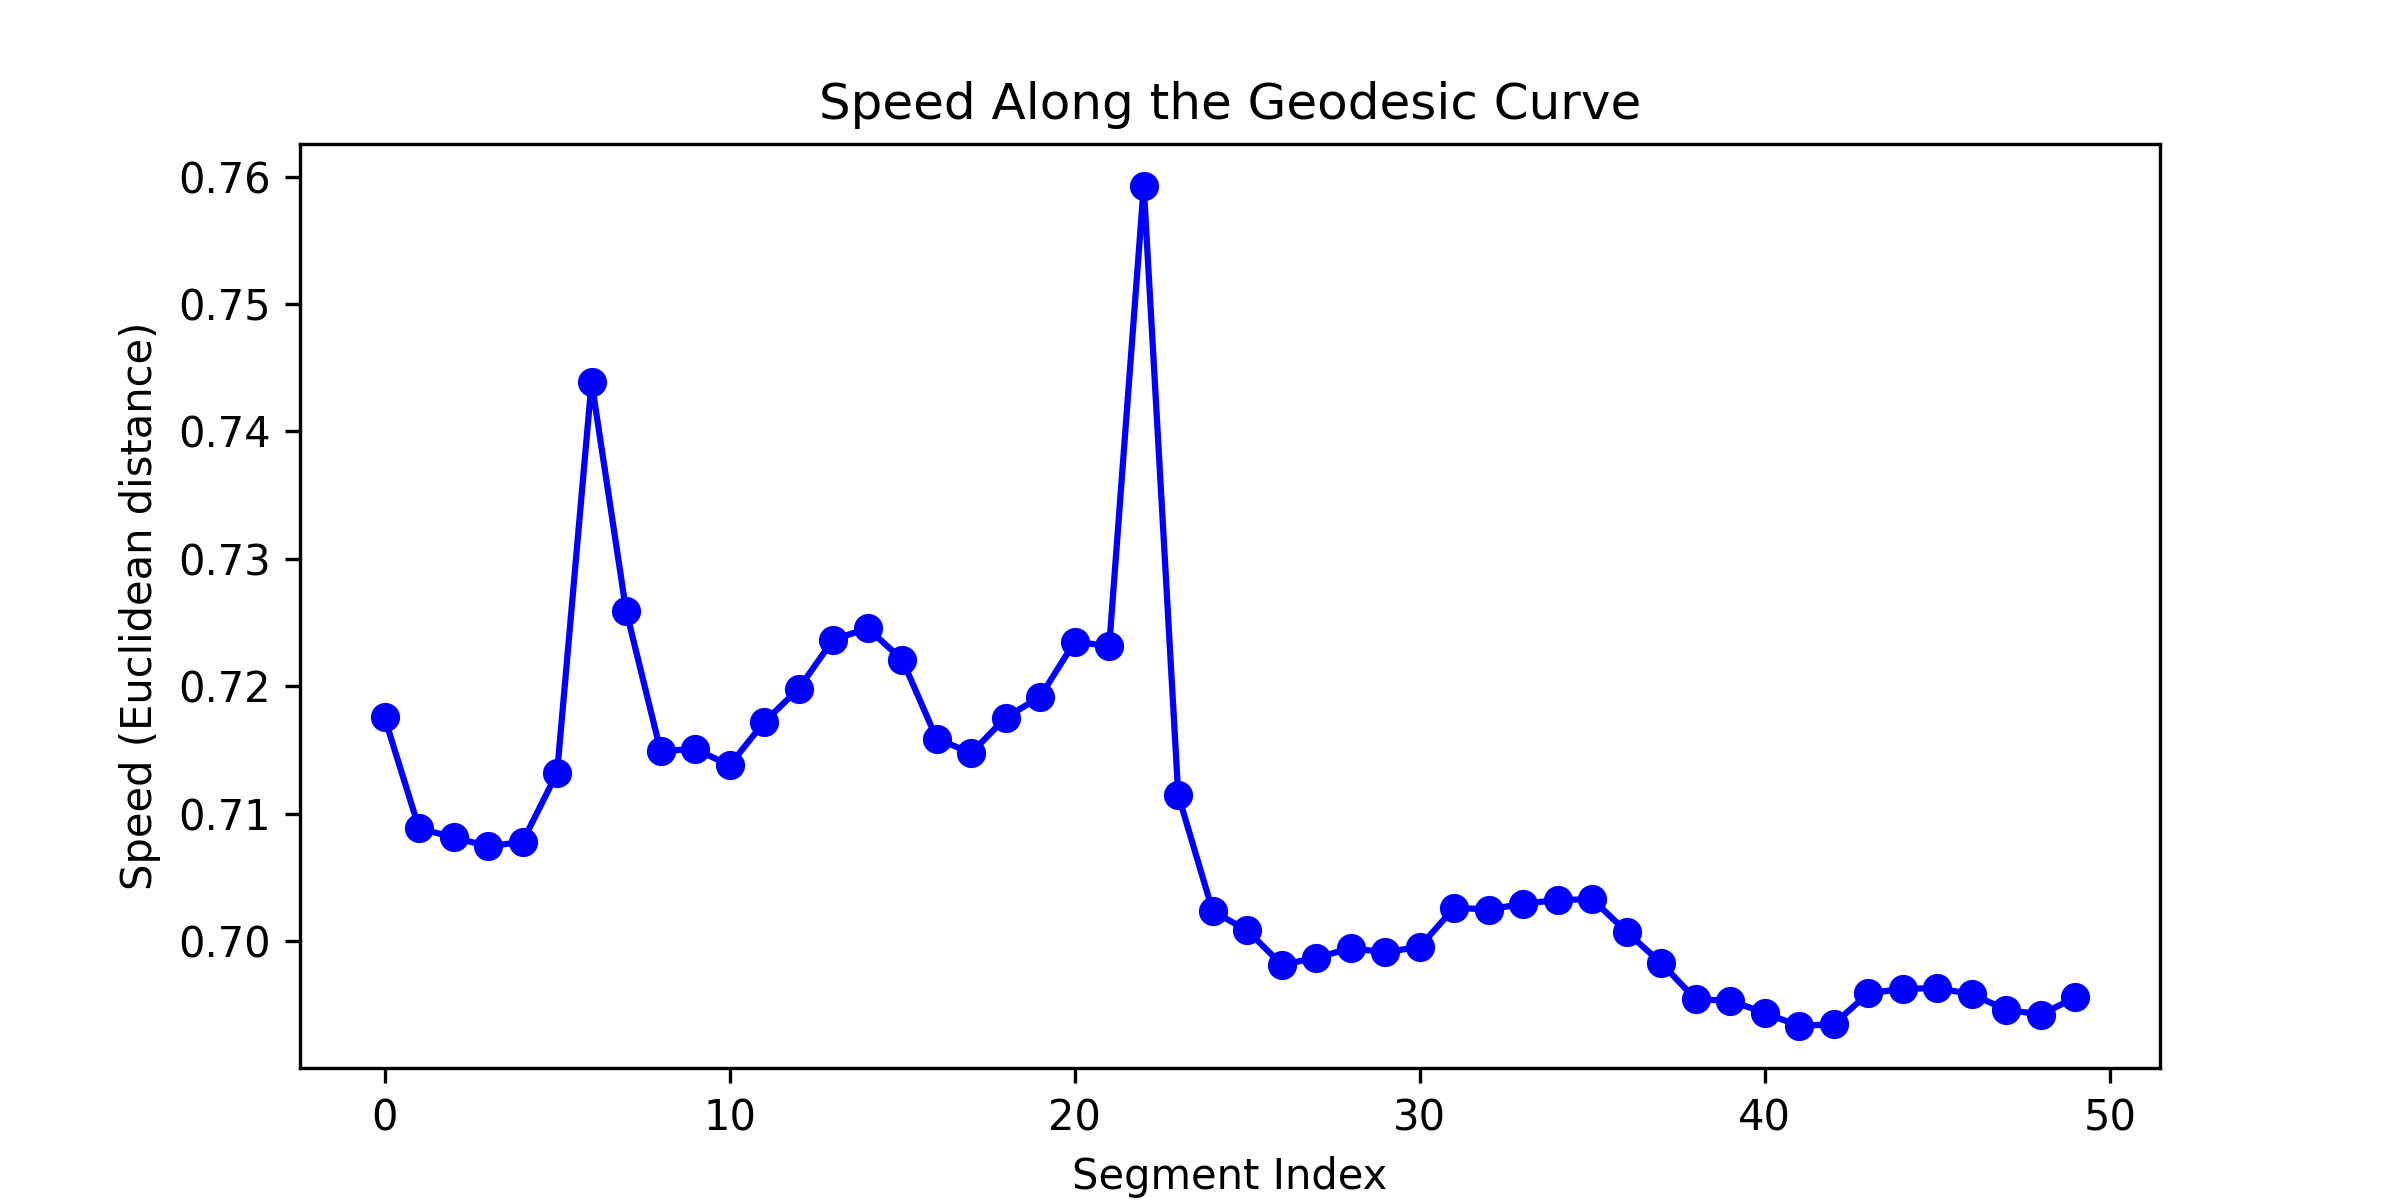 Speed Along the Geodesic Curve
Speed (Euclidean distance)
0.76
0.75
0.74
0.73
0.72
0.71
0.70
0 10 20 30 40 50
Segment Index